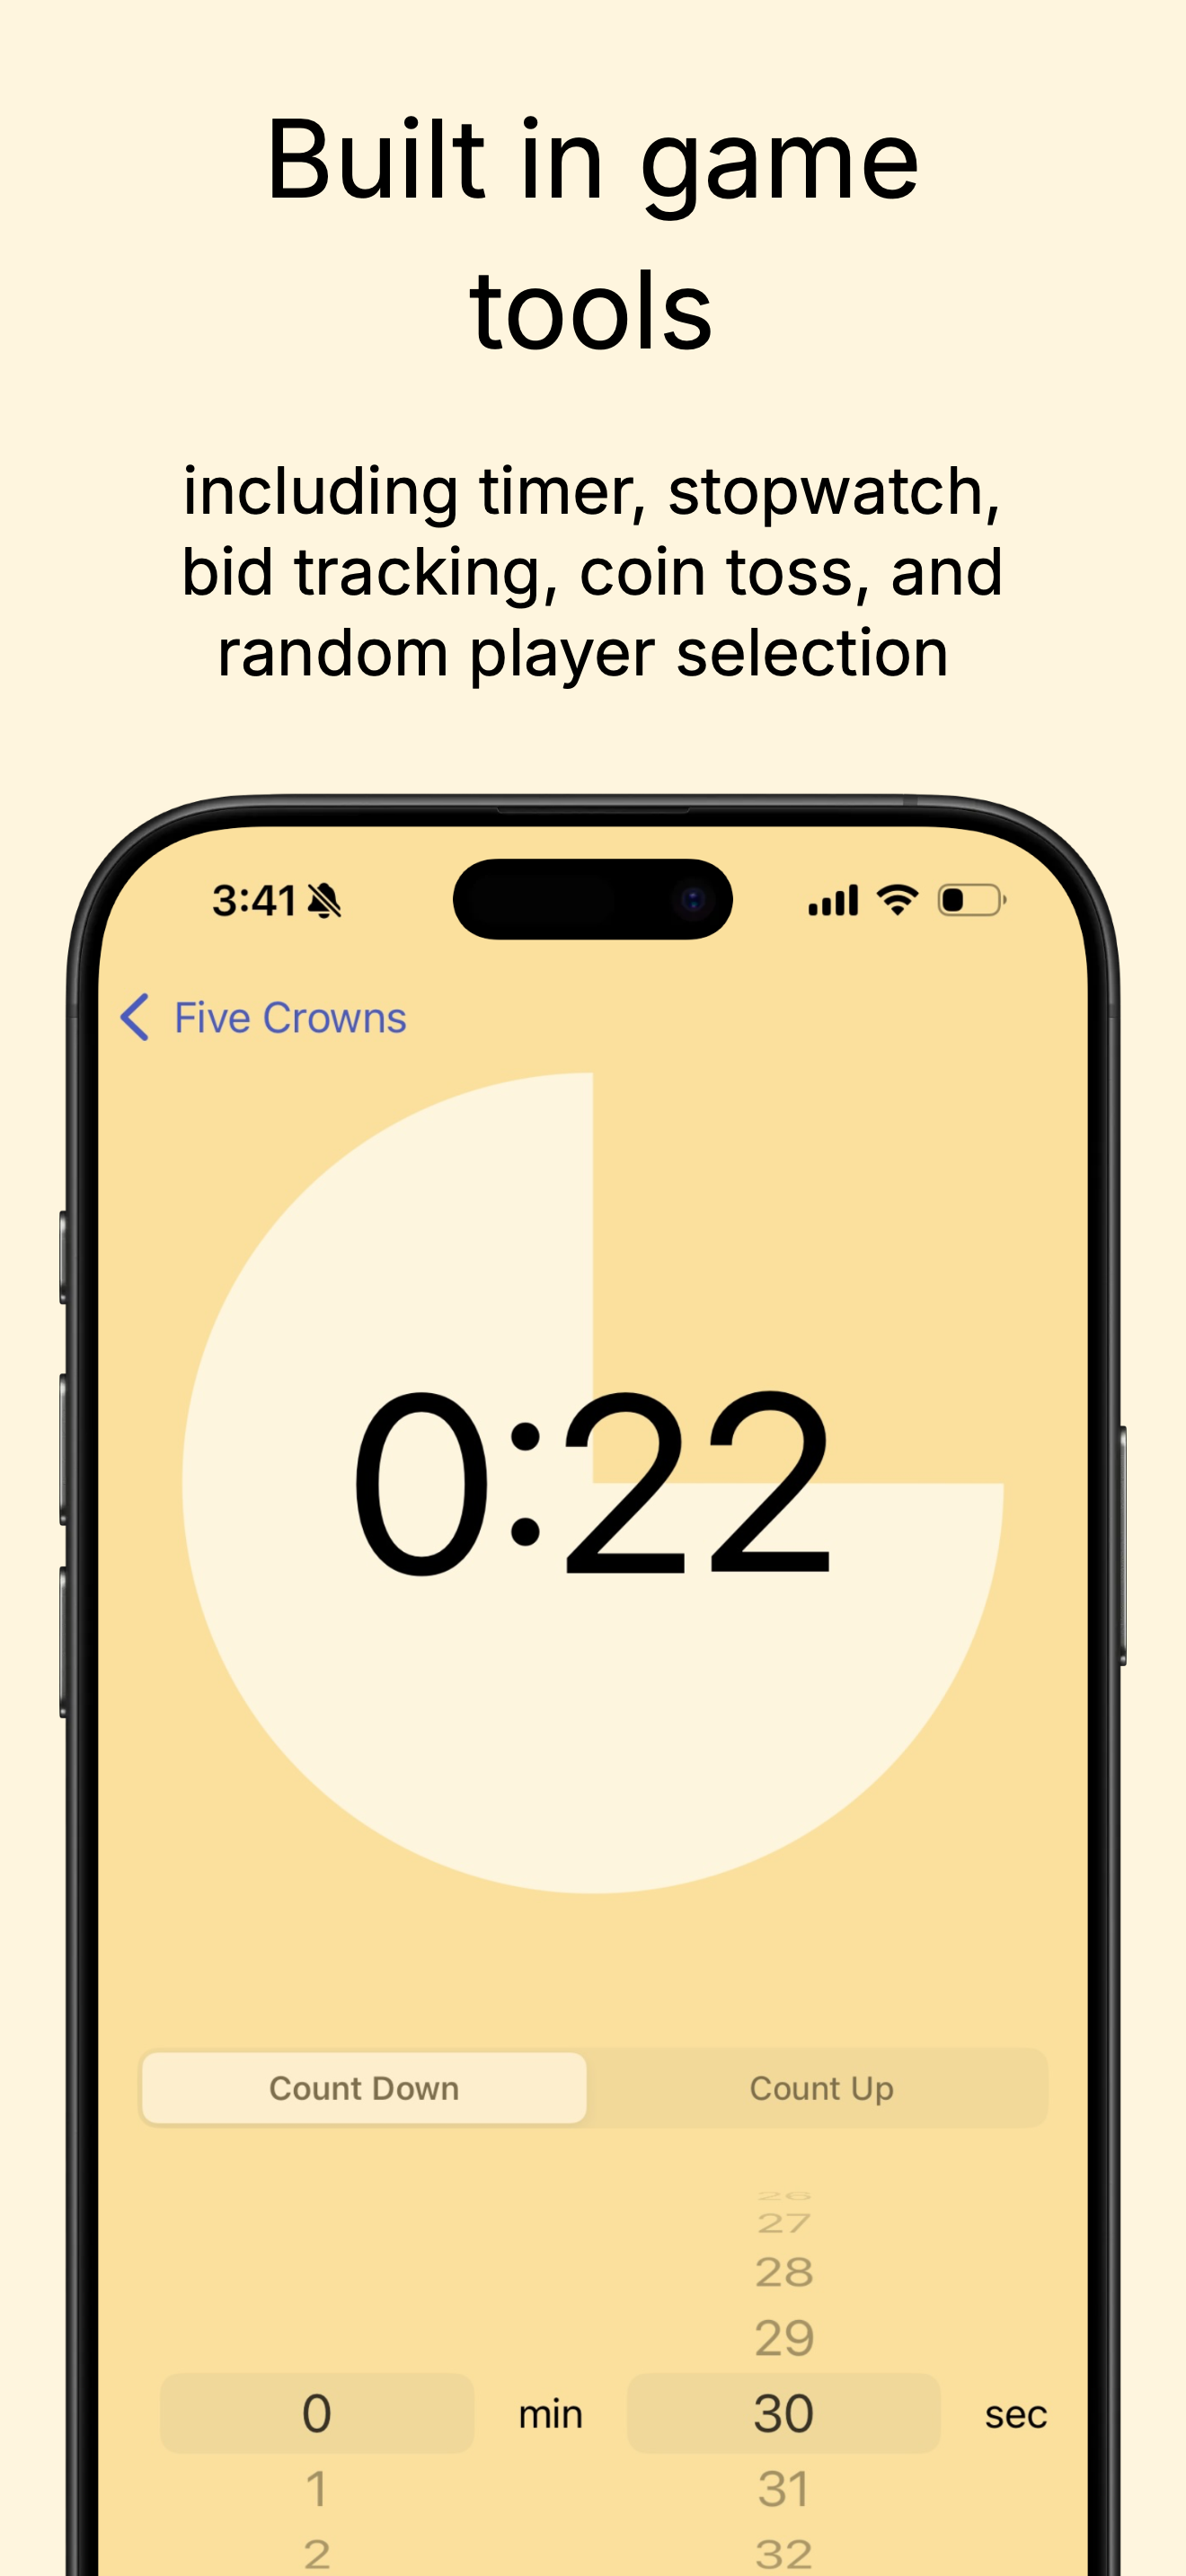 Built in game
tools
including timer, stopwatch,
bid tracking, coin toss, and
random player selection
3:41
Five Crowns
0:22
Count Down
Count Up
26
27
28
29
0 min 30 sec
1 31
2 32